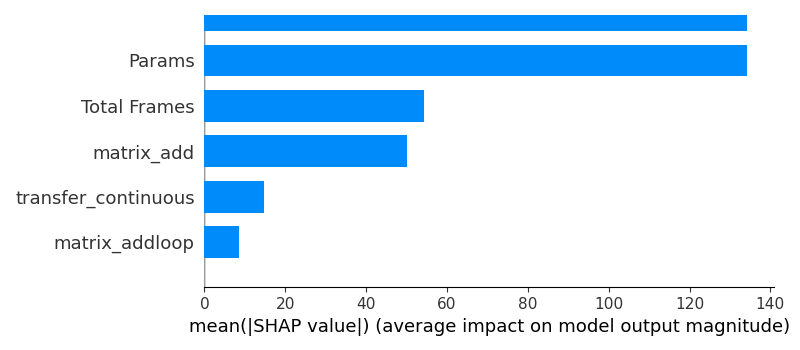 Params
Total Frames
matrix_add
transfer_continuous
matrix_addloop
0 20 40 60 80 100 120 140
mean(|SHAP value|) (average impact on model output magnitude)